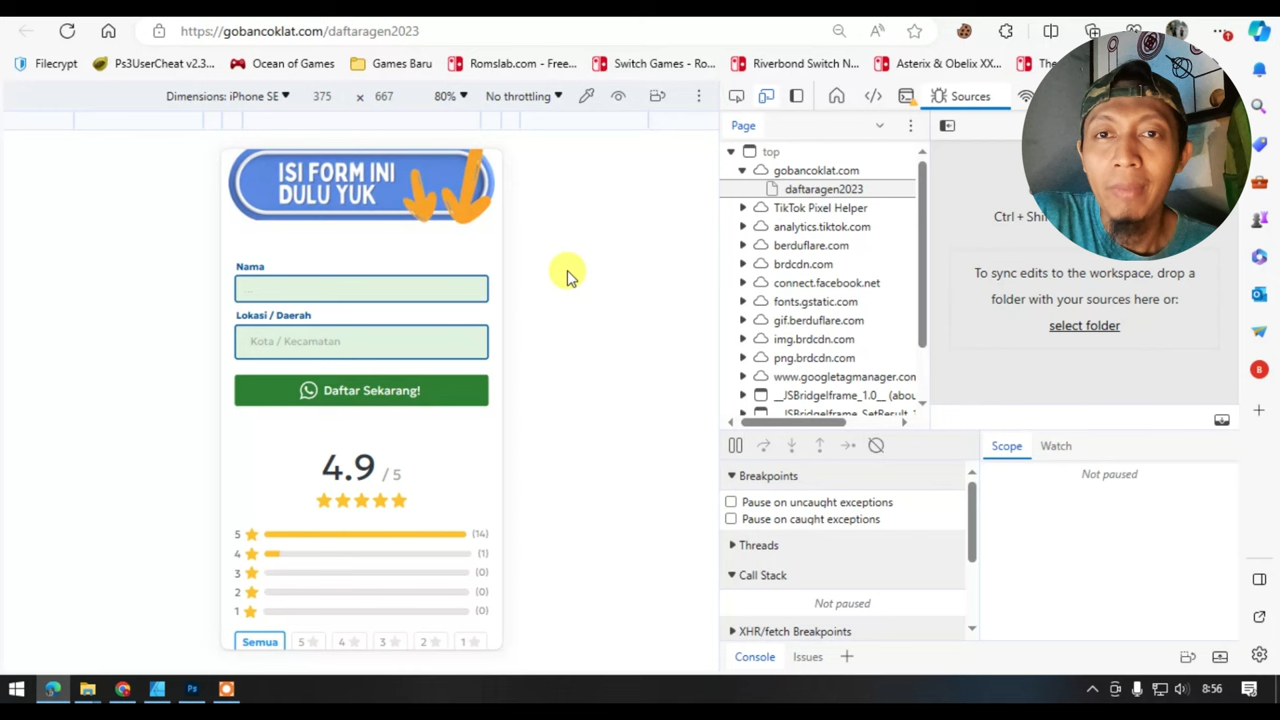 https://gobancoklat.com/daftaragen2023
Filecrypt
Ps3UserCheat v2.3...
Ocean of Games
Games Baru
Romslab.com - Free...
Switch Games - Ro...
Riverbond Switch N...
Asterix & Obelix XX...
Dimensions: iPhone SE
375
x
667
80%
No throttling
Sources
Page
top
gobancoklat.com
daftaragen2023
TikTok Pixel Helper
analytics.tiktok.com
berduflare.com
brdcdn.com
connect.facebook.net
fonts.gstatic.com
gif.berduflare.com
img.brdcdn.com
png.brdcdn.com
www.googletagmanager.com
__JSBridgeIframe_1.0__ (abou
__JSBridgeIframe_SetResult_1
To sync edits to the workspace, drop a
folder with your sources here or:
select folder
ISI FORM INI
DULU YUK
Nama
...
Lokasi / Daerah
Kota / Kecamatan
Daftar Sekarang!
4.9 / 5
5 (14)
4 (1)
3 (0)
2 (0)
1 (0)
Semua 5 4 3 2 1
Breakpoints
Pause on uncaught exceptions
Pause on caught exceptions
Threads
Call Stack
Not paused
XHR/fetch Breakpoints
Scope
Watch
Not paused
Console
Issues
B
Ps
8:56